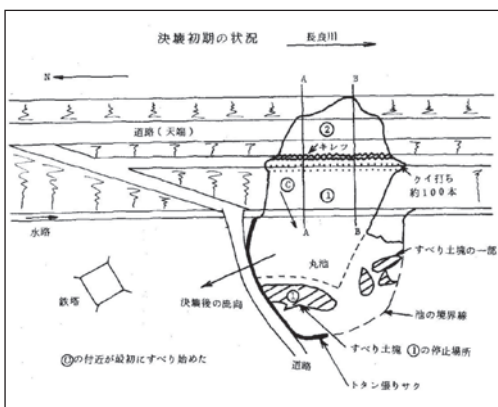 決壊初期の状況
長良川
N
A
B
道路(天端)
②
キレツ
クイ打ち
約100本
©
①
水路
A
B
丸池
すべり土塊の一部
鉄塔
決壊後の流向
①
池の境界線
©の付近が最初にすべり始めた
すべり土塊①の停止場所
道路
トタン張りサク